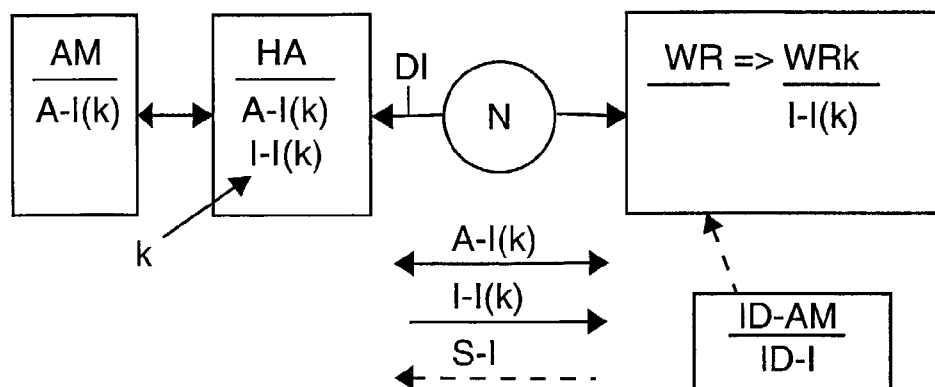 AM
A-I(k)
HA
A-I(k)
I-I(k)
k
DI
N
WR => WRk
I-I(k)
A-I(k)
I-I(k)
S-I
ID-AM
ID-I